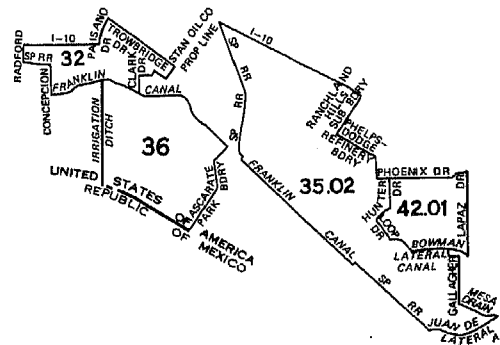 RADFORD
I-10
SP RR
32
PAISANO
DR
TROWBRIDGE
DR
CLARK
DR
STAN OIL CO
PROP LINE
CONCEPCION
FRANKLIN
CANAL
IRRIGATION
DITCH
36
ASCARATE
PARK
BDRY
UNITED STATES
OF AMERICA
REPUBLIC
OF
MEXICO
I-10
SP
RR
RR
SP
RANCHLAND
HILLS
SUB BDRY
PHELPS-
DODGE
REFINERY
BDRY
FRANKLIN
CANAL
35.02
SP
RR
PHOENIX DR
HUNTER
DR
42.01
LAPAZ DR
LOOP
DR
BOWMAN
LATERAL
CANAL
GALLAGHER
MESA
DRAIN
JUAN DE
LATERAL